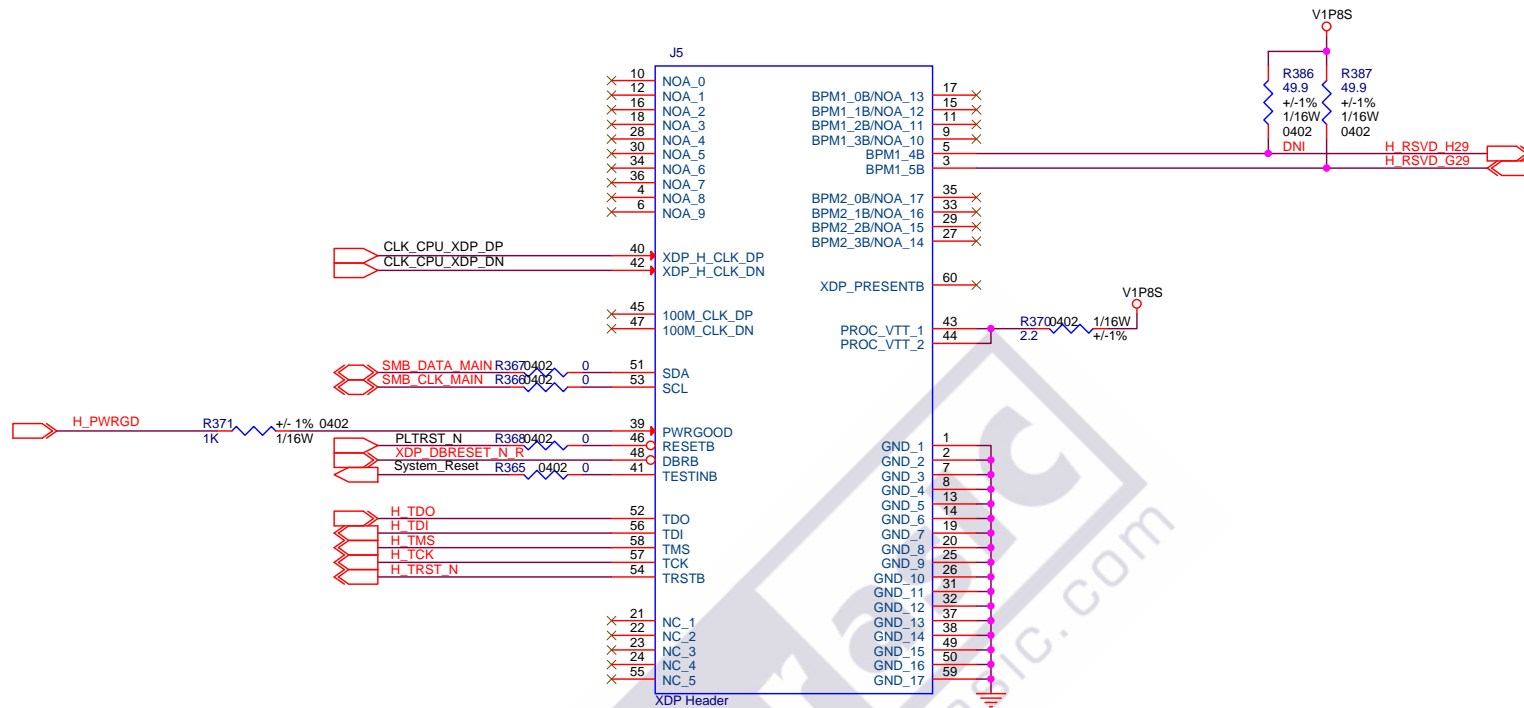 V1P8S
J5
R386
49.9
+/-1%
1/16W
0402
DNI
R387
49.9
+/-1%
1/16W
0402
10 NOA_0
12 NOA_1
16 NOA_2
18 NOA_3
28 NOA_4
30 NOA_5
34 NOA_6
36 NOA_7
4 NOA_8
6 NOA_9
BPM1_0B/NOA_13 17
BPM1_1B/NOA_12 15
BPM1_2B/NOA_11 11
BPM1_3B/NOA_10 9
BPM1_4B 5 H_RSVD_H29
BPM1_5B 3 H_RSVD_G29
BPM2_0B/NOA_17 35
BPM2_1B/NOA_16 33
BPM2_2B/NOA_15 29
BPM2_3B/NOA_14 27
CLK_CPU_XDP_DP 40 XDP_H_CLK_DP
CLK_CPU_XDP_DN 42 XDP_H_CLK_DN
XDP_PRESENTB 60
45 100M_CLK_DP
47 100M_CLK_DN
V1P8S
PROC_VTT_1 43
PROC_VTT_2 44
R370 0402 1/16W
2.2 +/-1%
SMB_DATA_MAIN R367 0402 0 51 SDA
SMB_CLK_MAIN R366 0402 0 53 SCL
H_PWRGD R371 +/- 1% 0402 39 PWRGOOD
1K 1/16W
PLTRST_N R368 0402 0 46 RESETB
XDP_DBRESET_N_R 48 DBRB
System_Reset R365 0402 0 41 TESTINB
H_TDO 52 TDO
H_TDI 56 TDI
H_TMS 58 TMS
H_TCK 57 TCK
H_TRST_N 54 TRSTB
21 NC_1
22 NC_2
23 NC_3
24 NC_4
55 NC_5
GND_1 1
GND_2 2
GND_3 7
GND_4 8
GND_5 13
GND_6 14
GND_7 19
GND_8 20
GND_9 25
GND_10 26
GND_11 31
GND_12 32
GND_13 37
GND_14 38
GND_15 49
GND_16 50
GND_17 59
XDP Header
asic
sic.com